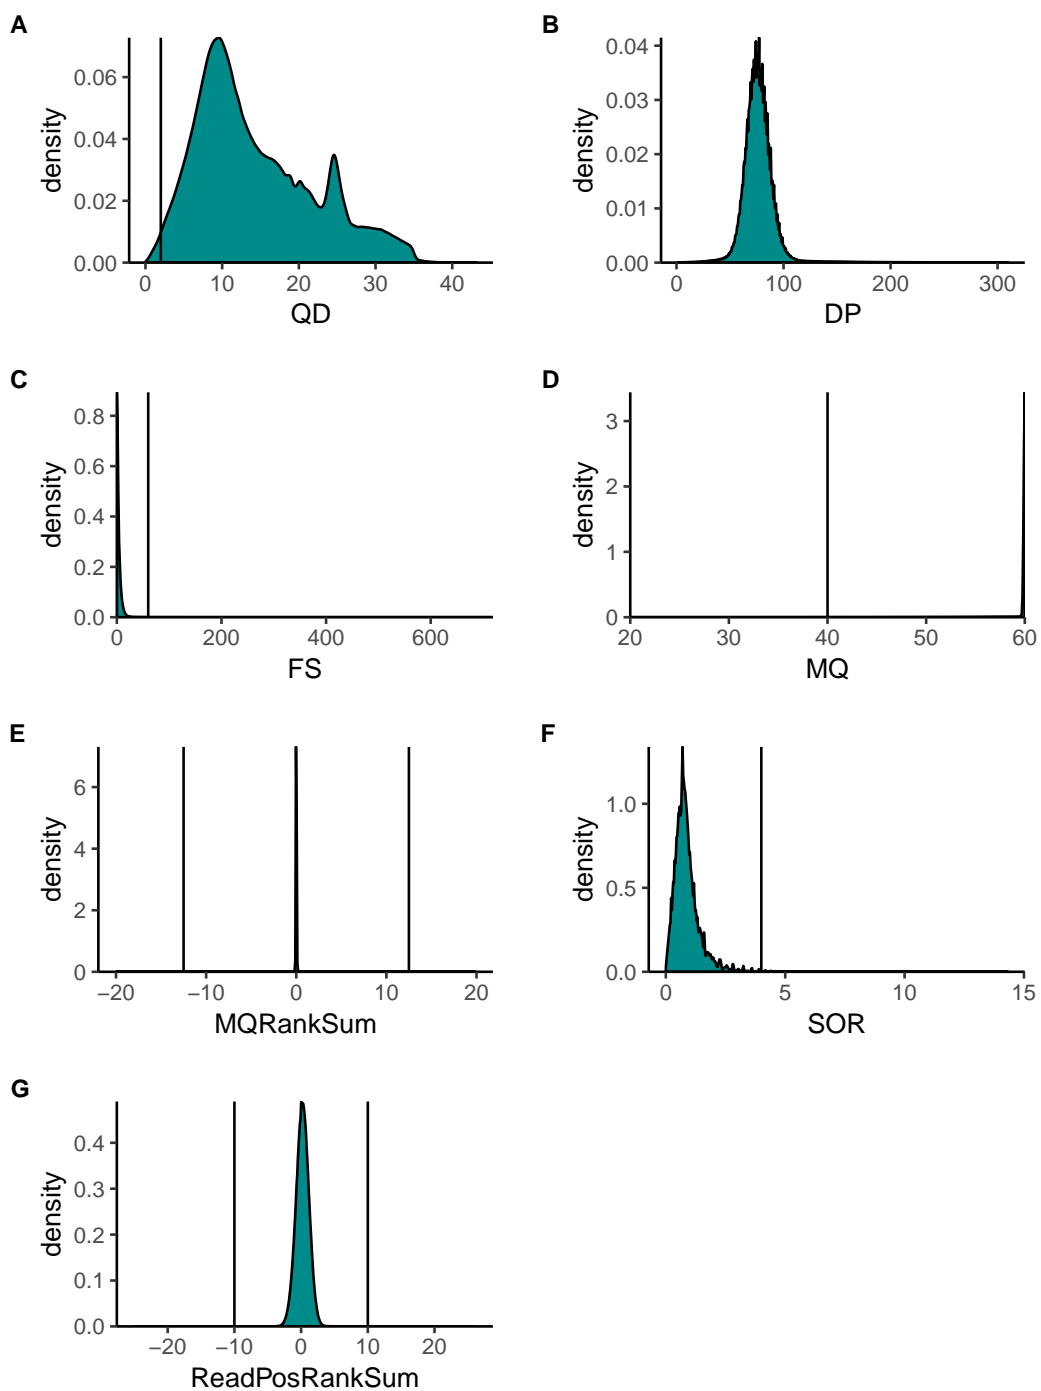 A
density
0.06
0.04
0.02
0.00
0 10 20 30 40
QD
B
density
0.04
0.03
0.02
0.01
0.00
0 100 200 300
DP
C
density
0.8
0.6
0.4
0.2
0.0
0 200 400 600
FS
D
density
3
2
1
0
20 30 40 50 60
MQ
E
density
6
4
2
0
−20 −10 0 10 20
MQRankSum
F
density
1.0
0.5
0.0
0 5 10 15
SOR
G
density
0.4
0.3
0.2
0.1
0.0
−20 −10 0 10 20
ReadPosRankSum